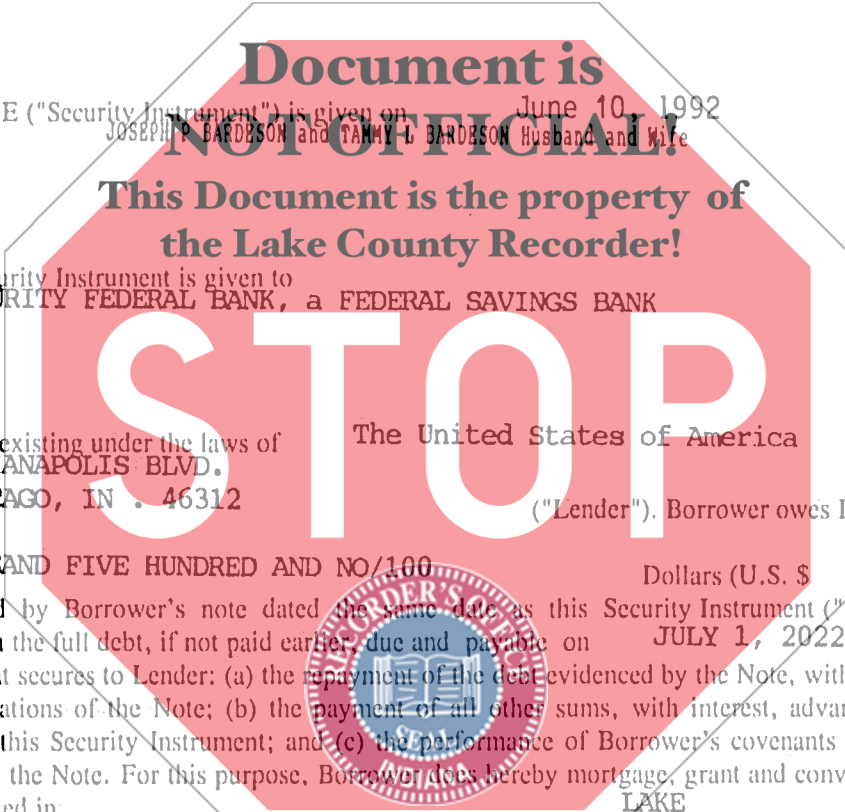 Document is
E ("Security Instrument") is given on June 10, 1992
JOSEPH P BARDESON and TAMMY L BARDESON Husband and Wife
NOT OFFICIAL!
This Document is the property of
the Lake County Recorder!
urity Instrument is given to
RITY FEDERAL BANK, a FEDERAL SAVINGS BANK
STOP
existing under the laws of The United States of America
ANAPOLIS BLVD.
AGO, IN . 46312
("Lender"). Borrower owes L
AND FIVE HUNDRED AND NO/100
Dollars (U.S. $
d by Borrower's note dated the same date as this Security Instrument ("
the full debt, if not paid earlier, due and payable on JULY 1, 2022
t secures to Lender: (a) the repayment of the debt evidenced by the Note, with
ations of the Note; (b) the payment of all other sums, with interest, advan
this Security Instrument; and (c) the performance of Borrower's covenants
the Note. For this purpose, Borrower does hereby mortgage, grant and conv
ed in: LAKE
RECORDER'S OFFICE
SEAL
INDIANA